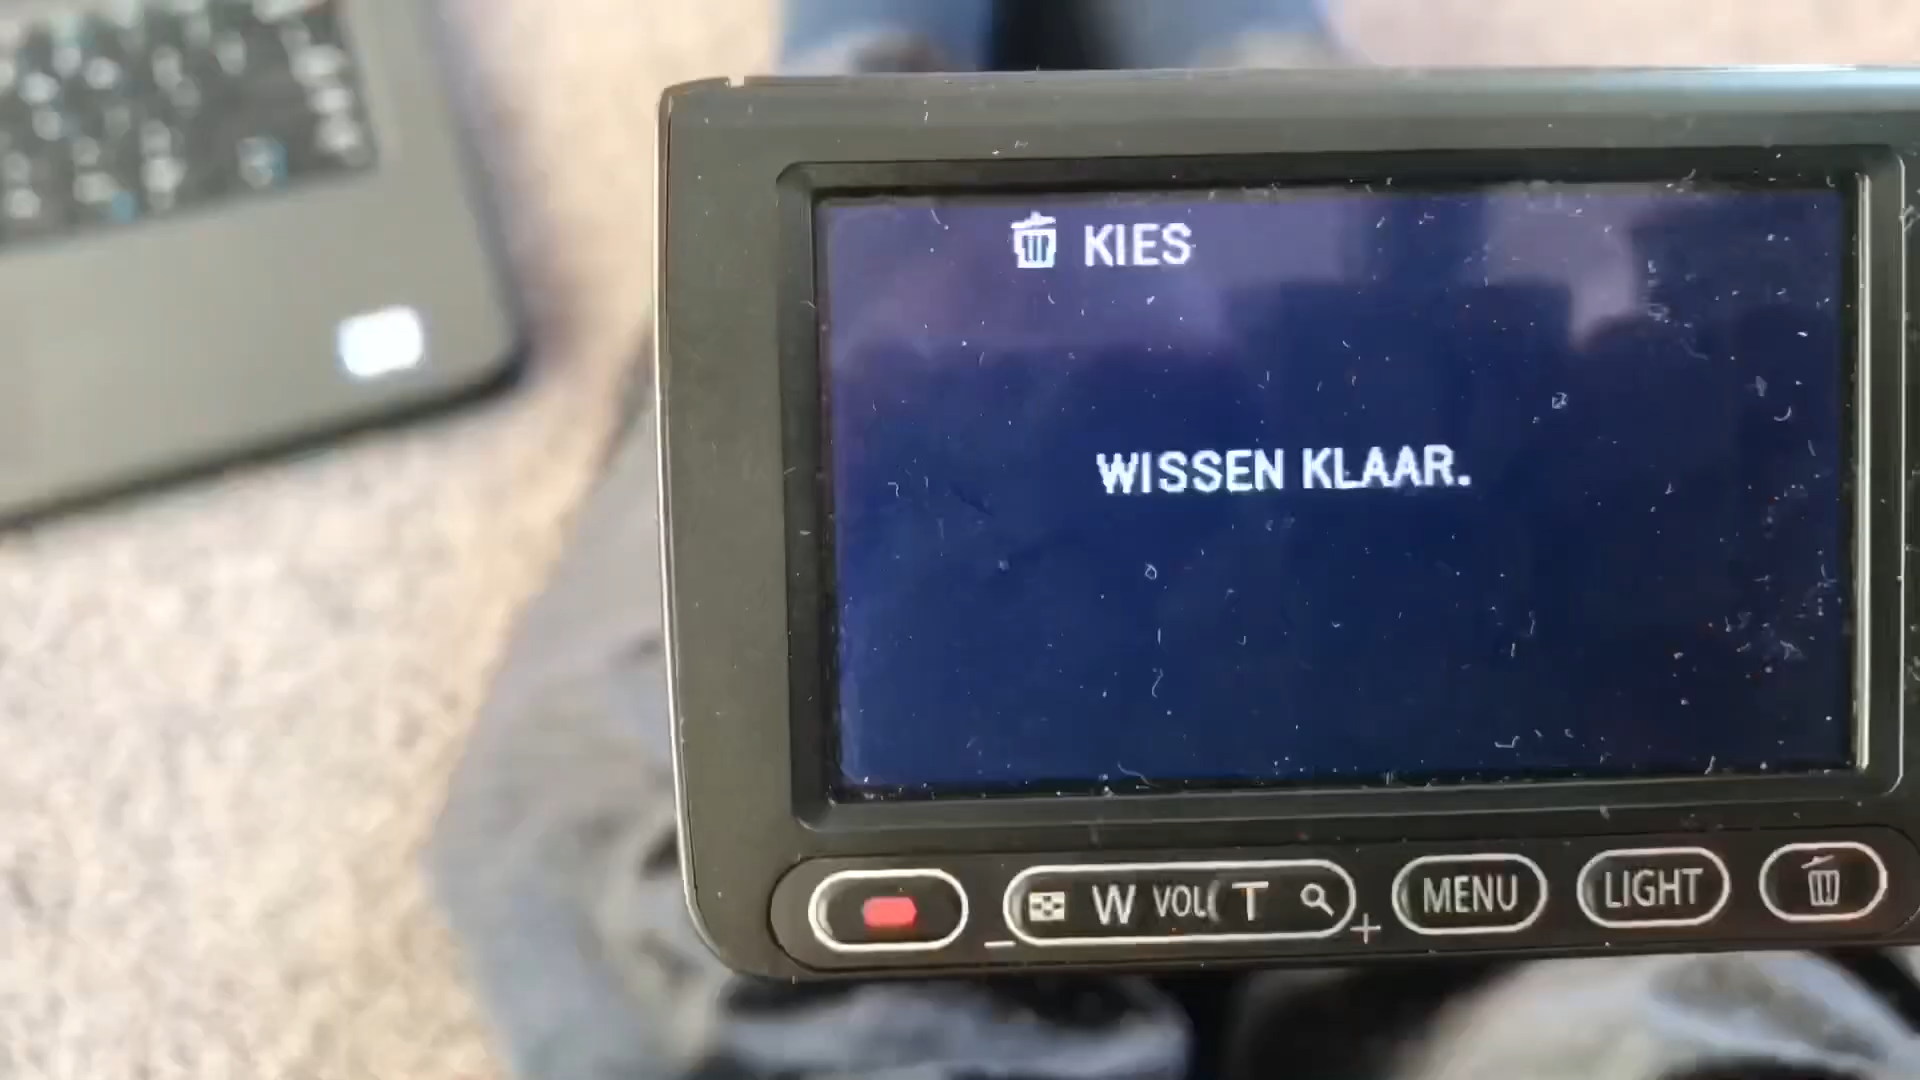 KIES
WISSEN KLAAR.
W VOL T
− +
MENU
LIGHT